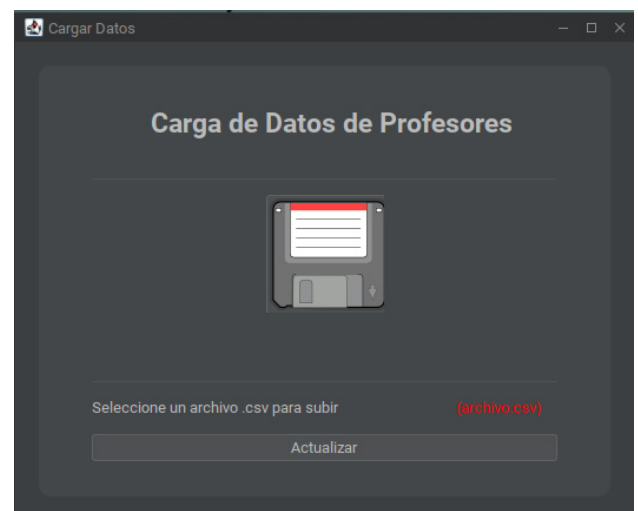 Cargar Datos
Carga de Datos de Profesores
Seleccione un archivo .csv para subir (archivo.csv)
Actualizar